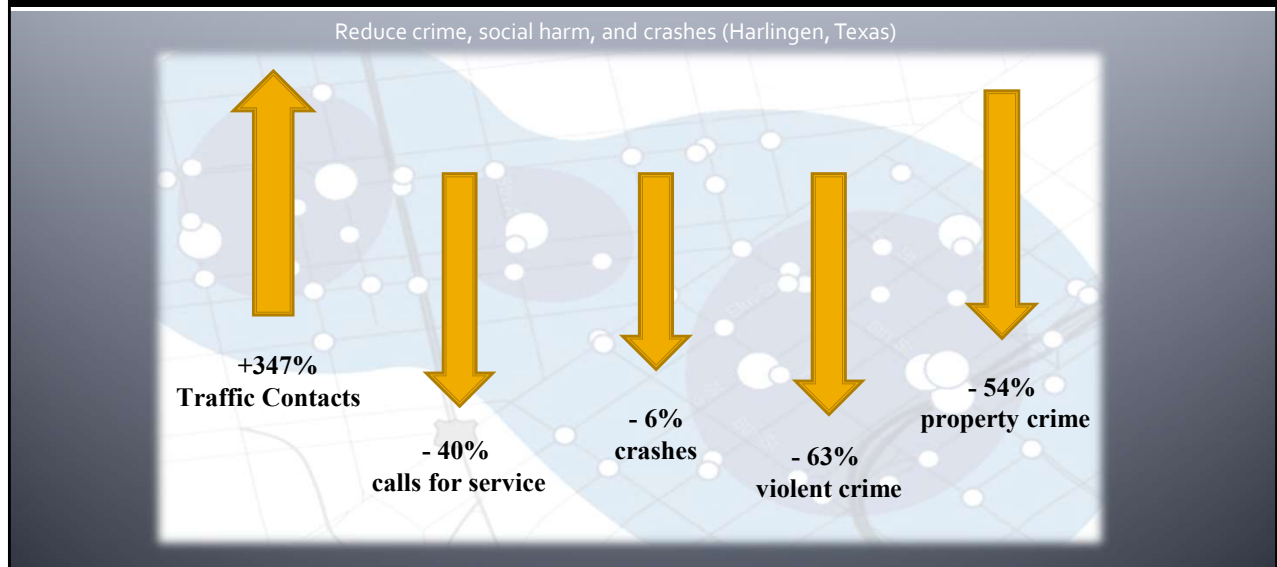 Reduce crime, social harm, and crashes (Harlingen, Texas)
+347%
Traffic Contacts
- 40%
calls for service
- 6%
crashes
- 63%
violent crime
- 54%
property crime